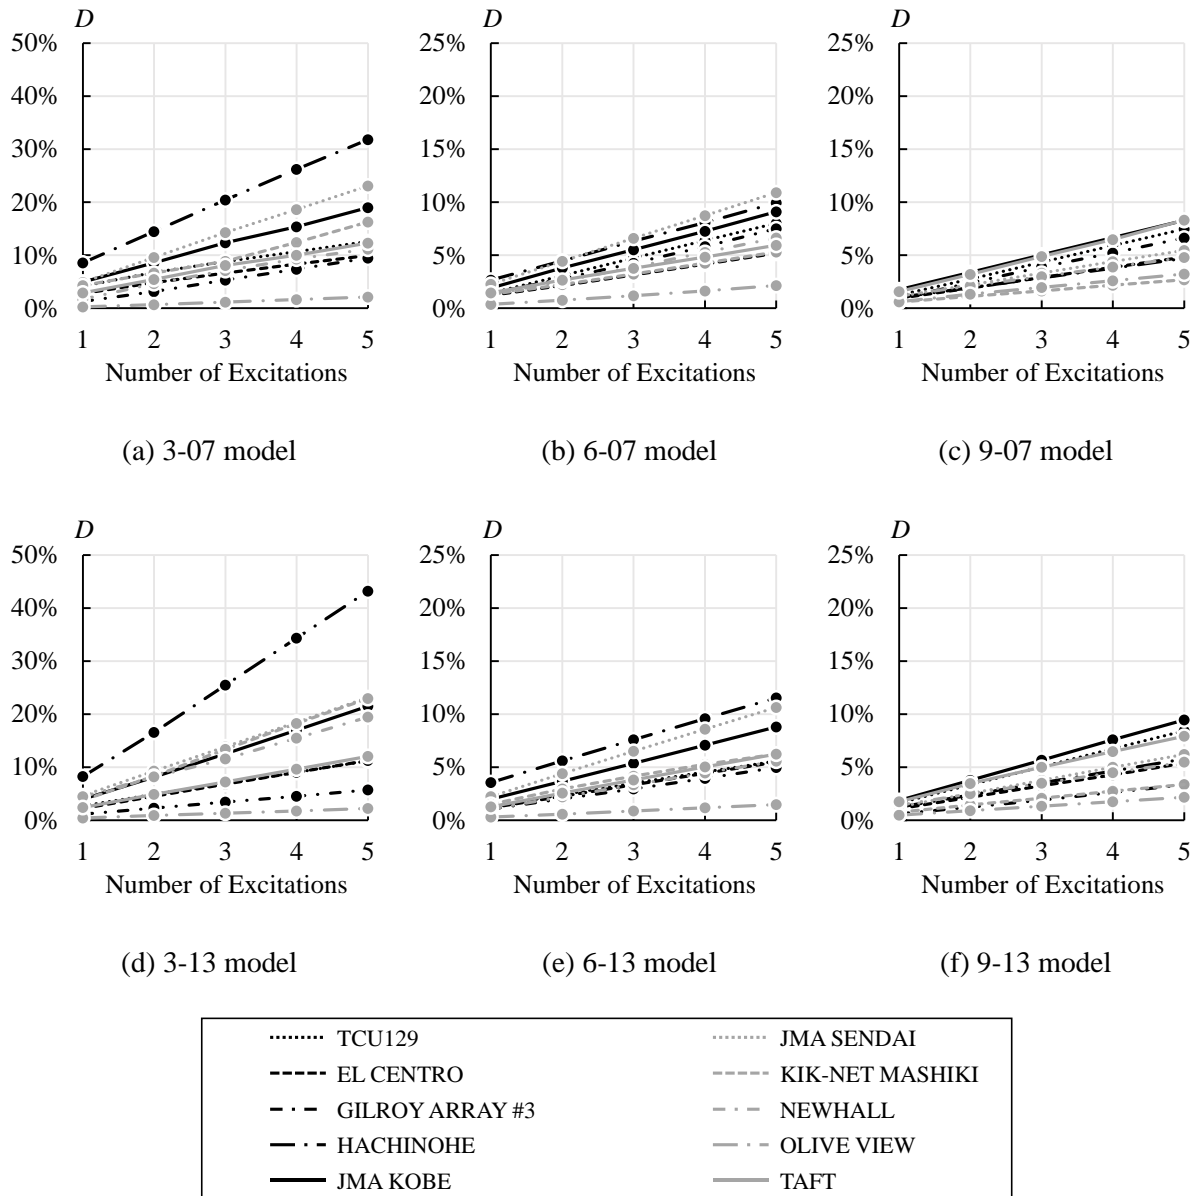 D D D
50% 25% 25%
40% 20% 20%
30% 15% 15%
20% 10% 10%
10% 5% 5%
0% 0% 0%
1 2 3 4 5 1 2 3 4 5 1 2 3 4 5
Number of Excitations Number of Excitations Number of Excitations
(a) 3-07 model (b) 6-07 model (c) 9-07 model
D D D
50% 25% 25%
40% 20% 20%
30% 15% 15%
20% 10% 10%
10% 5% 5%
0% 0% 0%
1 2 3 4 5 1 2 3 4 5 1 2 3 4 5
Number of Excitations Number of Excitations Number of Excitations
(d) 3-13 model (e) 6-13 model (f) 9-13 model
TCU129 JMA SENDAI
EL CENTRO KIK-NET MASHIKI
GILROY ARRAY #3 NEWHALL
HACHINOHE OLIVE VIEW
JMA KOBE TAFT